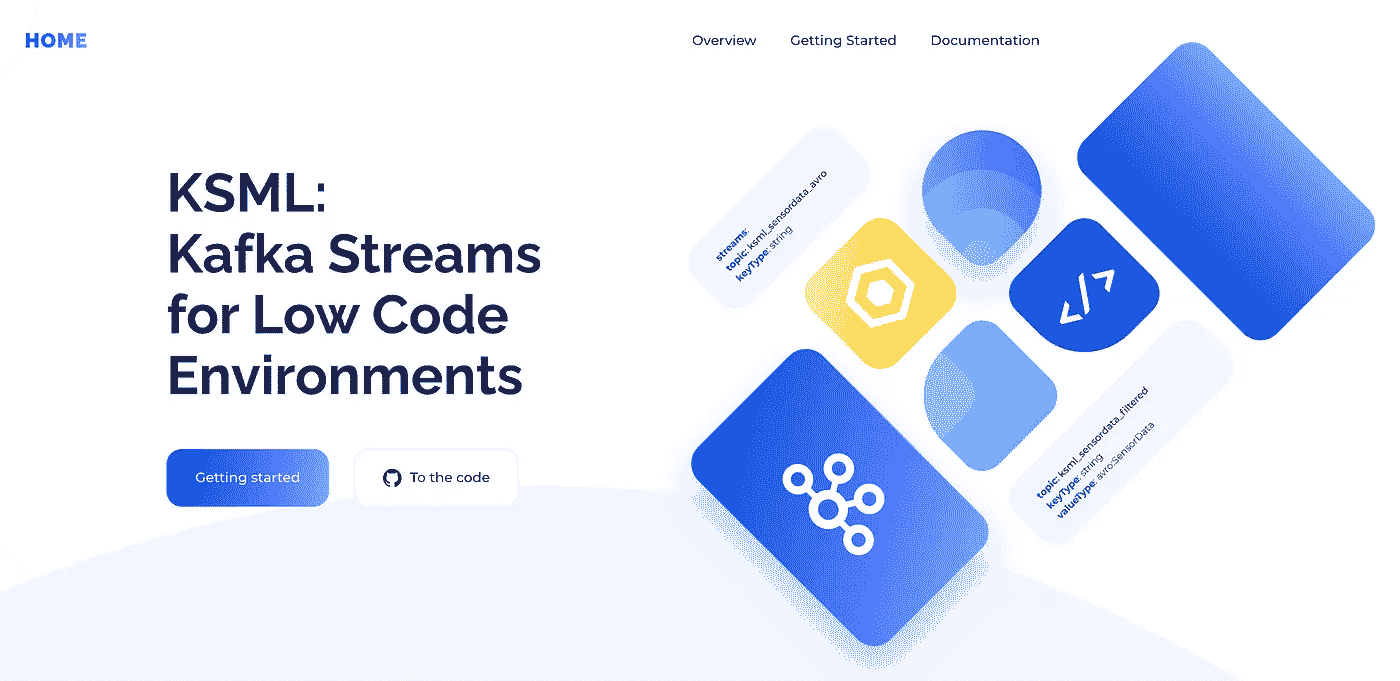 HOME
Overview
Getting Started
Documentation
KSML:
Kafka Streams
for Low Code
Environments
Getting started
To the code
streams:
topic: ksml_sensordata_avro
keyType: string
</>
topic: ksml_sensordata_filtered
keyType: string
valueType: avro:SensorData